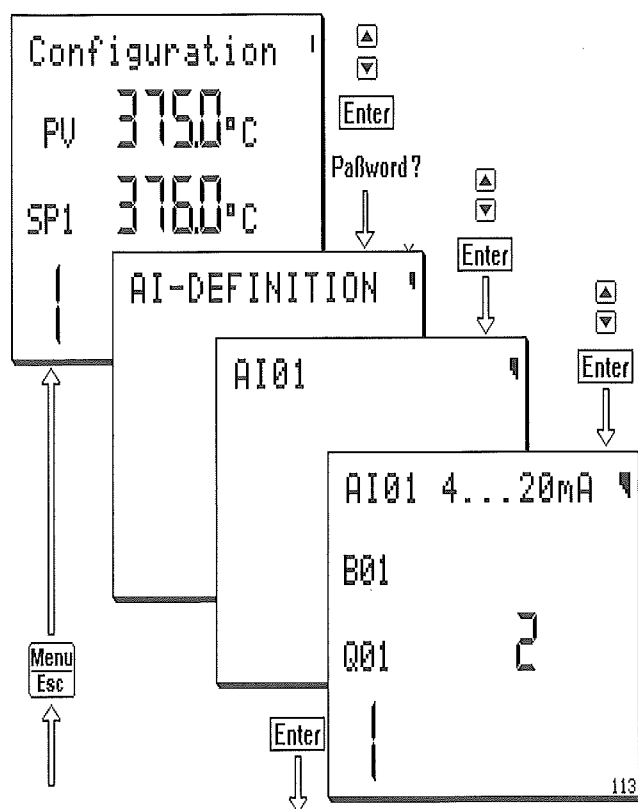 Configuration
PV 375.0°C
SP1 376.0°C
1
Enter
Paßword?
AI-DEFINITION
Enter
AI01
Enter
AI01 4...20mA
B01
Q01 2
1
Menu
Esc
Enter
113